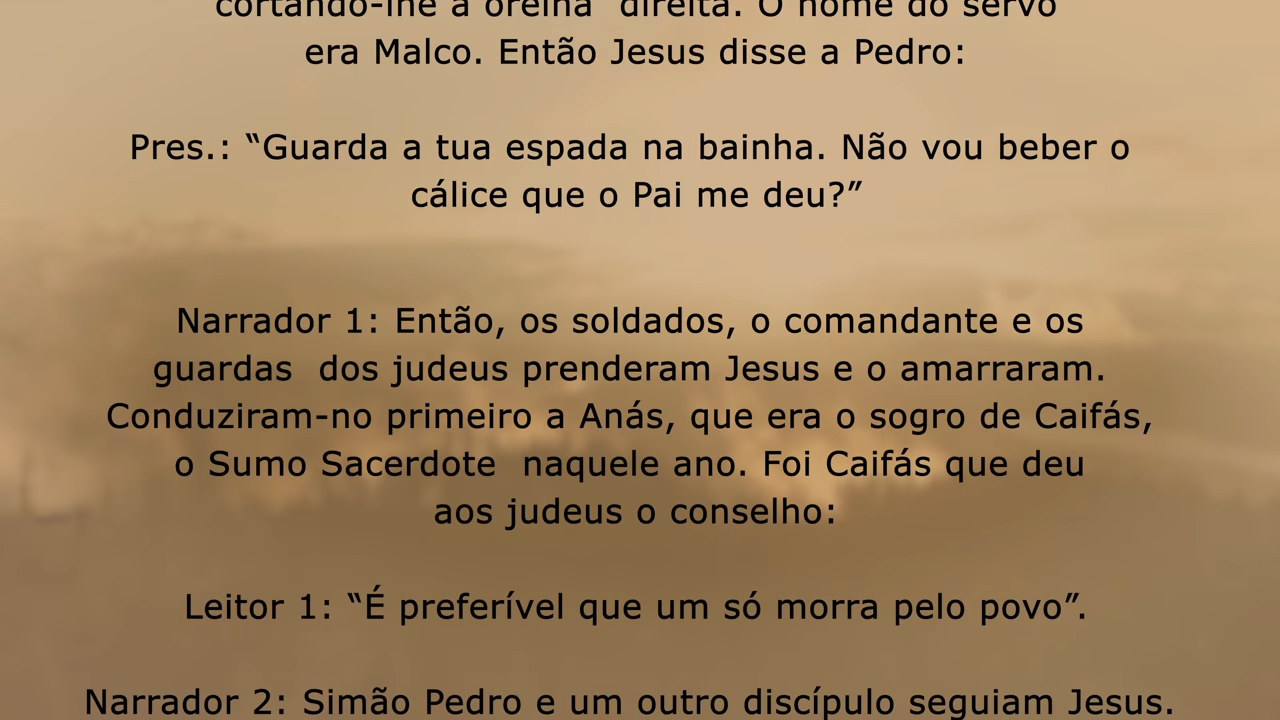 cortando-lhe a orelha direita. O nome do servo
era Malco. Então Jesus disse a Pedro:
Pres.: “Guarda a tua espada na bainha. Não vou beber o
cálice que o Pai me deu?”
Narrador 1: Então, os soldados, o comandante e os
guardas dos judeus prenderam Jesus e o amarraram.
Conduziram-no primeiro a Anás, que era o sogro de Caifás,
o Sumo Sacerdote naquele ano. Foi Caifás que deu
aos judeus o conselho:
Leitor 1: “É preferível que um só morra pelo povo”.
Narrador 2: Simão Pedro e um outro discípulo seguiam Jesus.